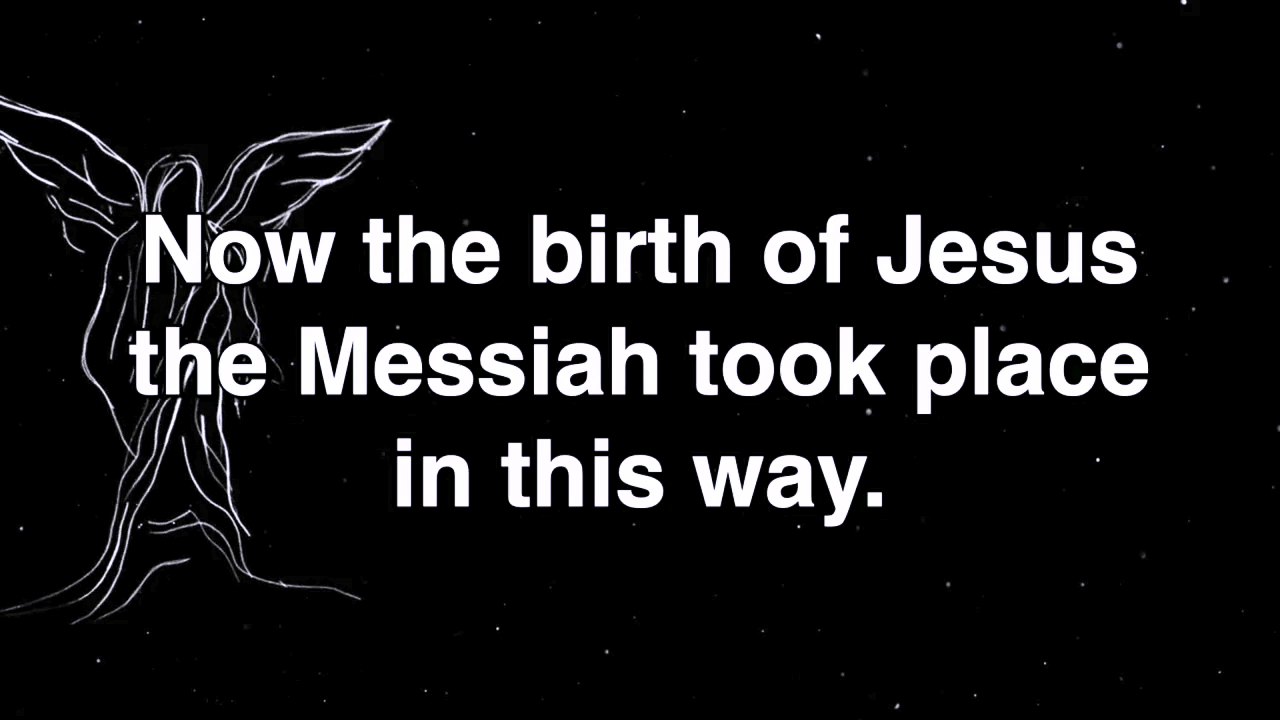 Now the birth of Jesus
the Messiah took place
in this way.